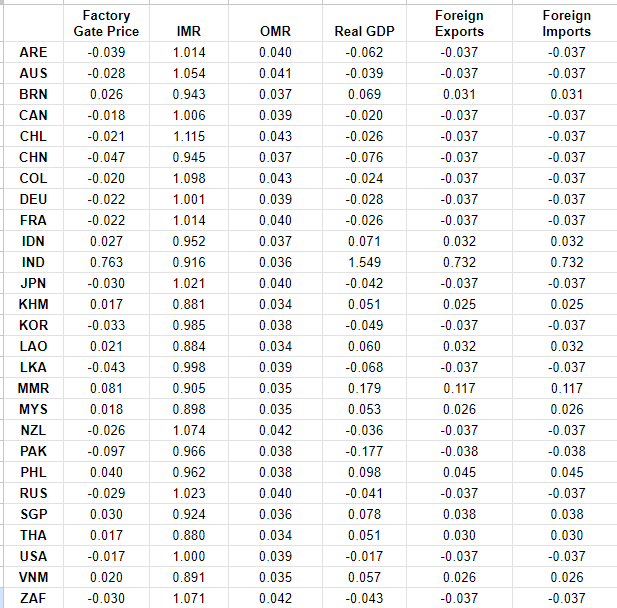 Factory Gate Price IMR OMR Real GDP Foreign Exports Foreign Imports
ARE -0.039 1.014 0.040 -0.062 -0.037 -0.037
AUS -0.028 1.054 0.041 -0.039 -0.037 -0.037
BRN 0.026 0.943 0.037 0.069 0.031 0.031
CAN -0.018 1.006 0.039 -0.020 -0.037 -0.037
CHL -0.021 1.115 0.043 -0.026 -0.037 -0.037
CHN -0.047 0.945 0.037 -0.076 -0.037 -0.037
COL -0.020 1.098 0.043 -0.024 -0.037 -0.037
DEU -0.022 1.001 0.039 -0.028 -0.037 -0.037
FRA -0.022 1.014 0.040 -0.026 -0.037 -0.037
IDN 0.027 0.952 0.037 0.071 0.032 0.032
IND 0.763 0.916 0.036 1.549 0.732 0.732
JPN -0.030 1.021 0.040 -0.042 -0.037 -0.037
KHM 0.017 0.881 0.034 0.051 0.025 0.025
KOR -0.033 0.985 0.038 -0.049 -0.037 -0.037
LAO 0.021 0.884 0.034 0.060 0.032 0.032
LKA -0.043 0.998 0.039 -0.068 -0.037 -0.037
MMR 0.081 0.905 0.035 0.179 0.117 0.117
MYS 0.018 0.898 0.035 0.053 0.026 0.026
NZL -0.026 1.074 0.042 -0.036 -0.037 -0.037
PAK -0.097 0.966 0.038 -0.177 -0.038 -0.038
PHL 0.040 0.962 0.038 0.098 0.045 0.045
RUS -0.029 1.023 0.040 -0.041 -0.037 -0.037
SGP 0.030 0.924 0.036 0.078 0.038 0.038
THA 0.017 0.880 0.034 0.051 0.030 0.030
USA -0.017 1.000 0.039 -0.017 -0.037 -0.037
VNM 0.020 0.891 0.035 0.057 0.026 0.026
ZAF -0.030 1.071 0.042 -0.043 -0.037 -0.037